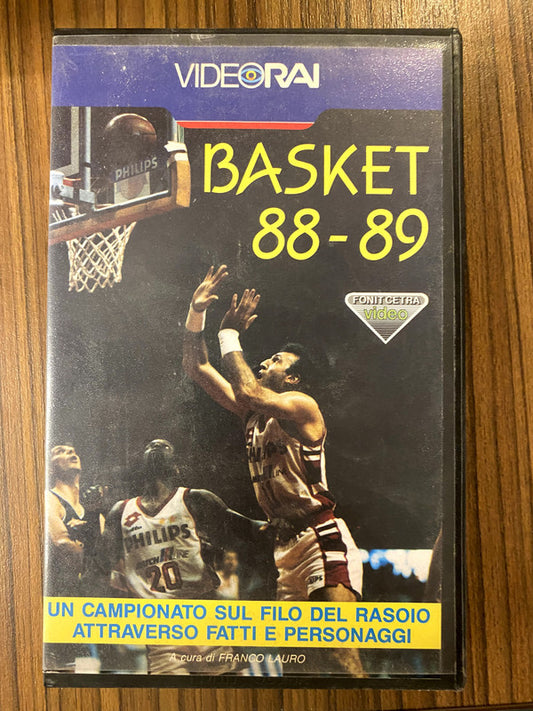 VIDEORAI
PHILIPS
BASKET
88-89
FONIT CETRA
video
PHILIPS
20
UN CAMPIONATO SUL FILO DEL RASOIO
ATTRAVERSO FATTI E PERSONAGGI
A cura di FRANCO LAURO